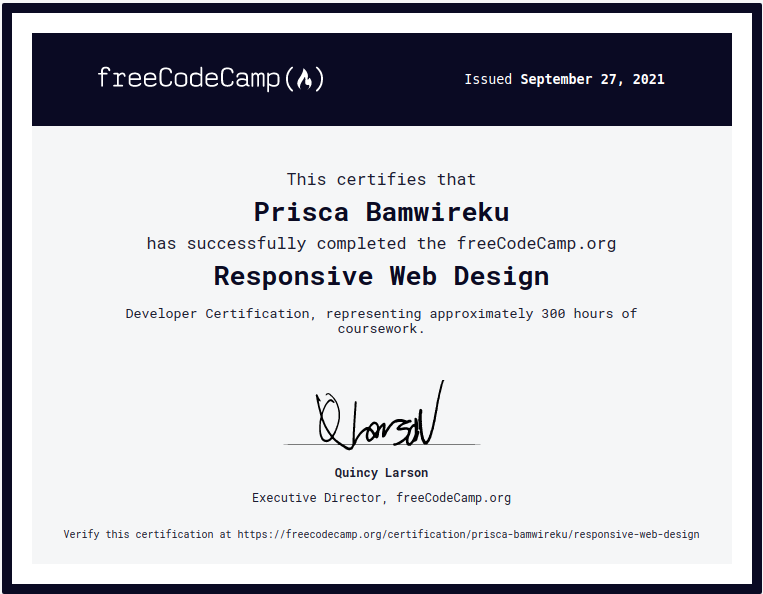 freeCodeCamp(🔥)
Issued September 27, 2021
This certifies that
Prisca Bamwireku
has successfully completed the freeCodeCamp.org
Responsive Web Design
Developer Certification, representing approximately 300 hours of
coursework.
Q Larson
Quincy Larson
Executive Director, freeCodeCamp.org
Verify this certification at https://freecodecamp.org/certification/prisca-bamwireku/responsive-web-design